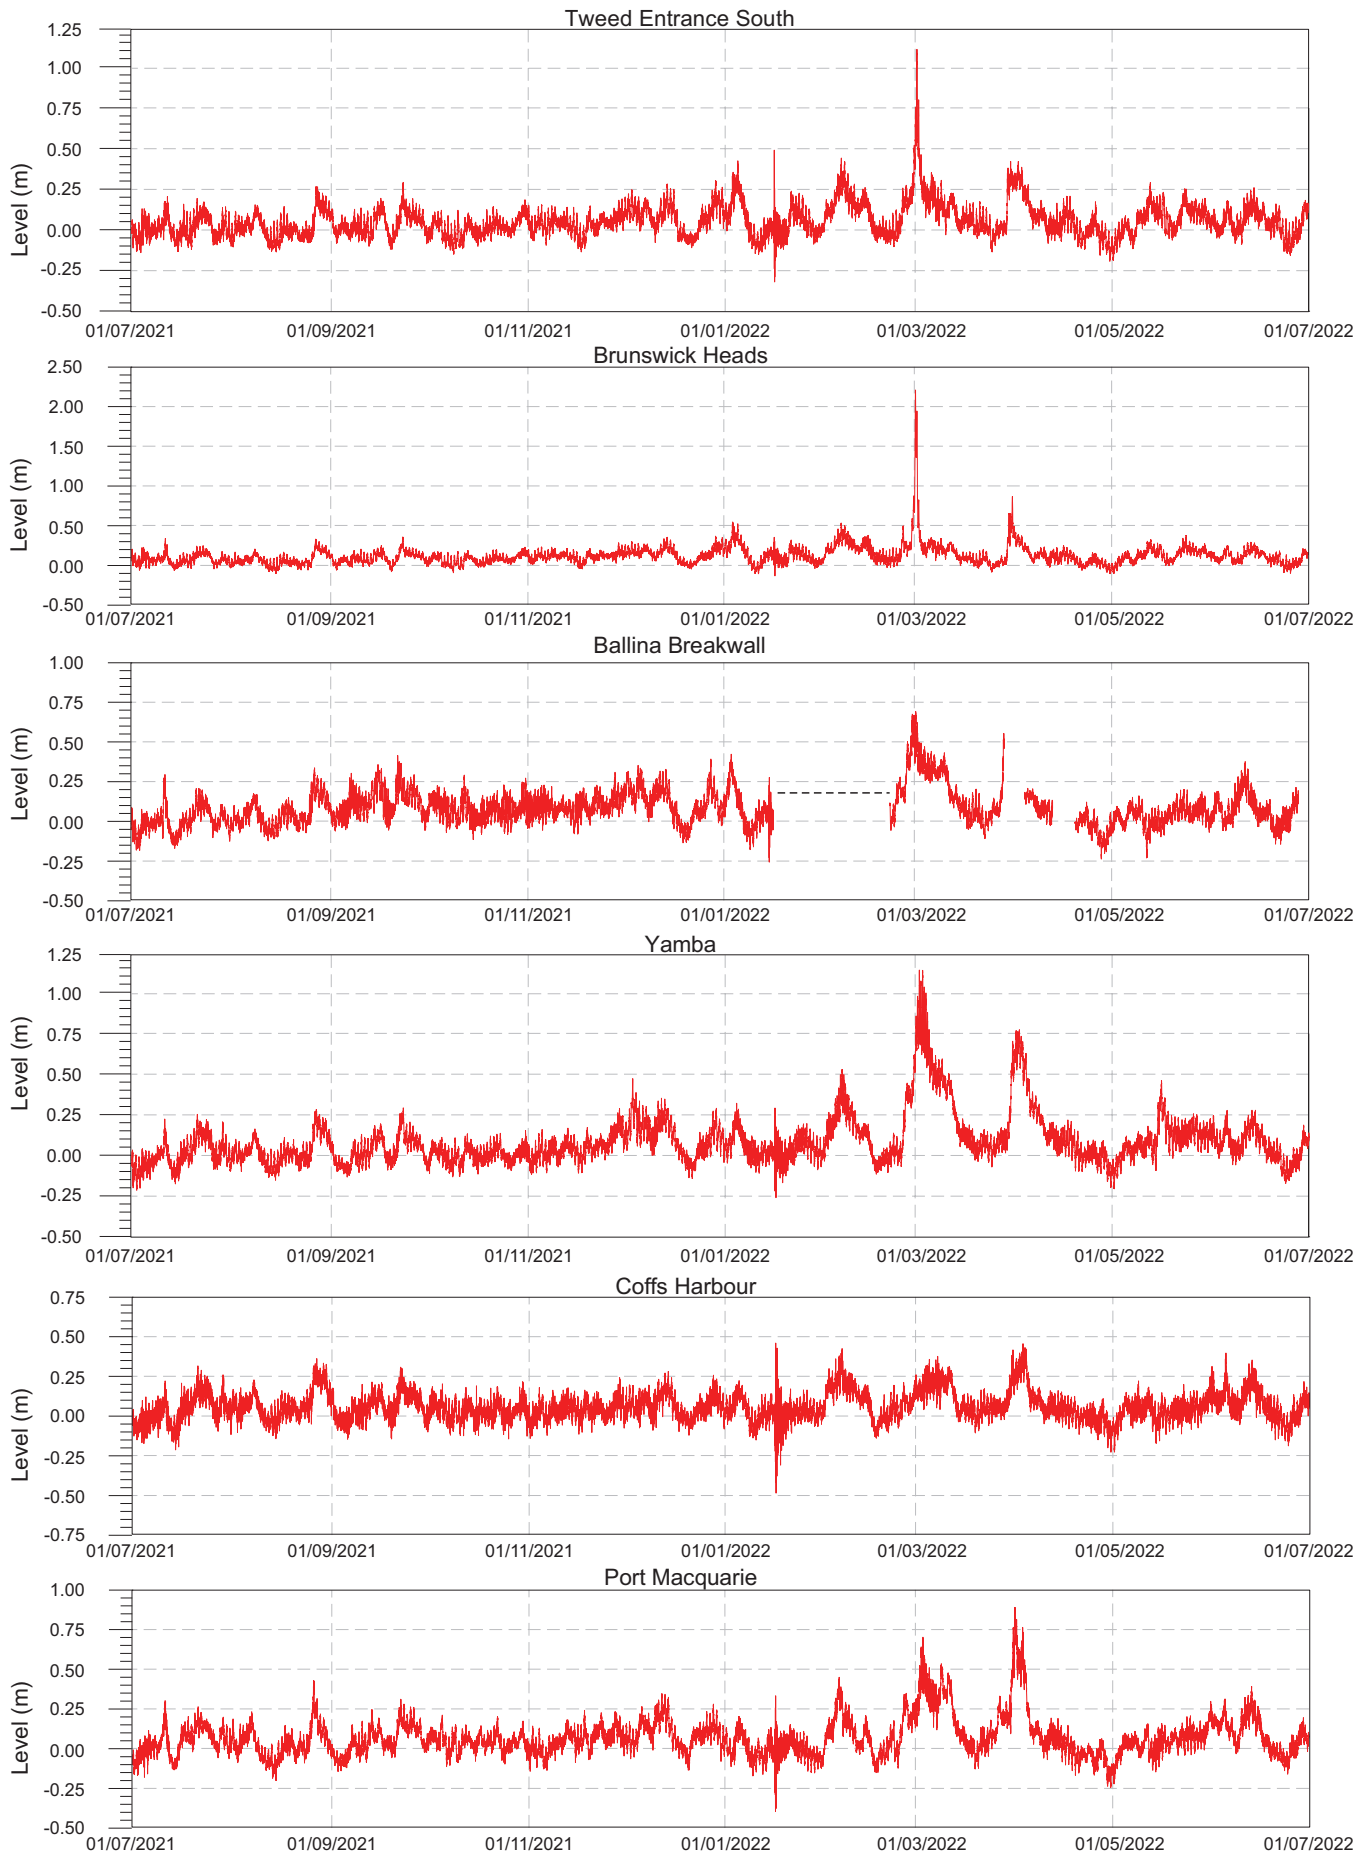 Tweed Entrance South
1.25
1.00
0.75
0.50
0.25
0.00
-0.25
-0.50
Level (m)
01/07/2021 01/09/2021 01/11/2021 01/01/2022 01/03/2022 01/05/2022 01/07/2022
Brunswick Heads
2.50
2.00
1.50
1.00
0.50
0.00
-0.50
Level (m)
01/07/2021 01/09/2021 01/11/2021 01/01/2022 01/03/2022 01/05/2022 01/07/2022
Ballina Breakwall
1.00
0.75
0.50
0.25
0.00
-0.25
-0.50
Level (m)
01/07/2021 01/09/2021 01/11/2021 01/01/2022 01/03/2022 01/05/2022 01/07/2022
Yamba
1.25
1.00
0.75
0.50
0.25
0.00
-0.25
-0.50
Level (m)
01/07/2021 01/09/2021 01/11/2021 01/01/2022 01/03/2022 01/05/2022 01/07/2022
Coffs Harbour
0.75
0.50
0.25
0.00
-0.25
-0.50
-0.75
Level (m)
01/07/2021 01/09/2021 01/11/2021 01/01/2022 01/03/2022 01/05/2022 01/07/2022
Port Macquarie
1.00
0.75
0.50
0.25
0.00
-0.25
-0.50
Level (m)
01/07/2021 01/09/2021 01/11/2021 01/01/2022 01/03/2022 01/05/2022 01/07/2022